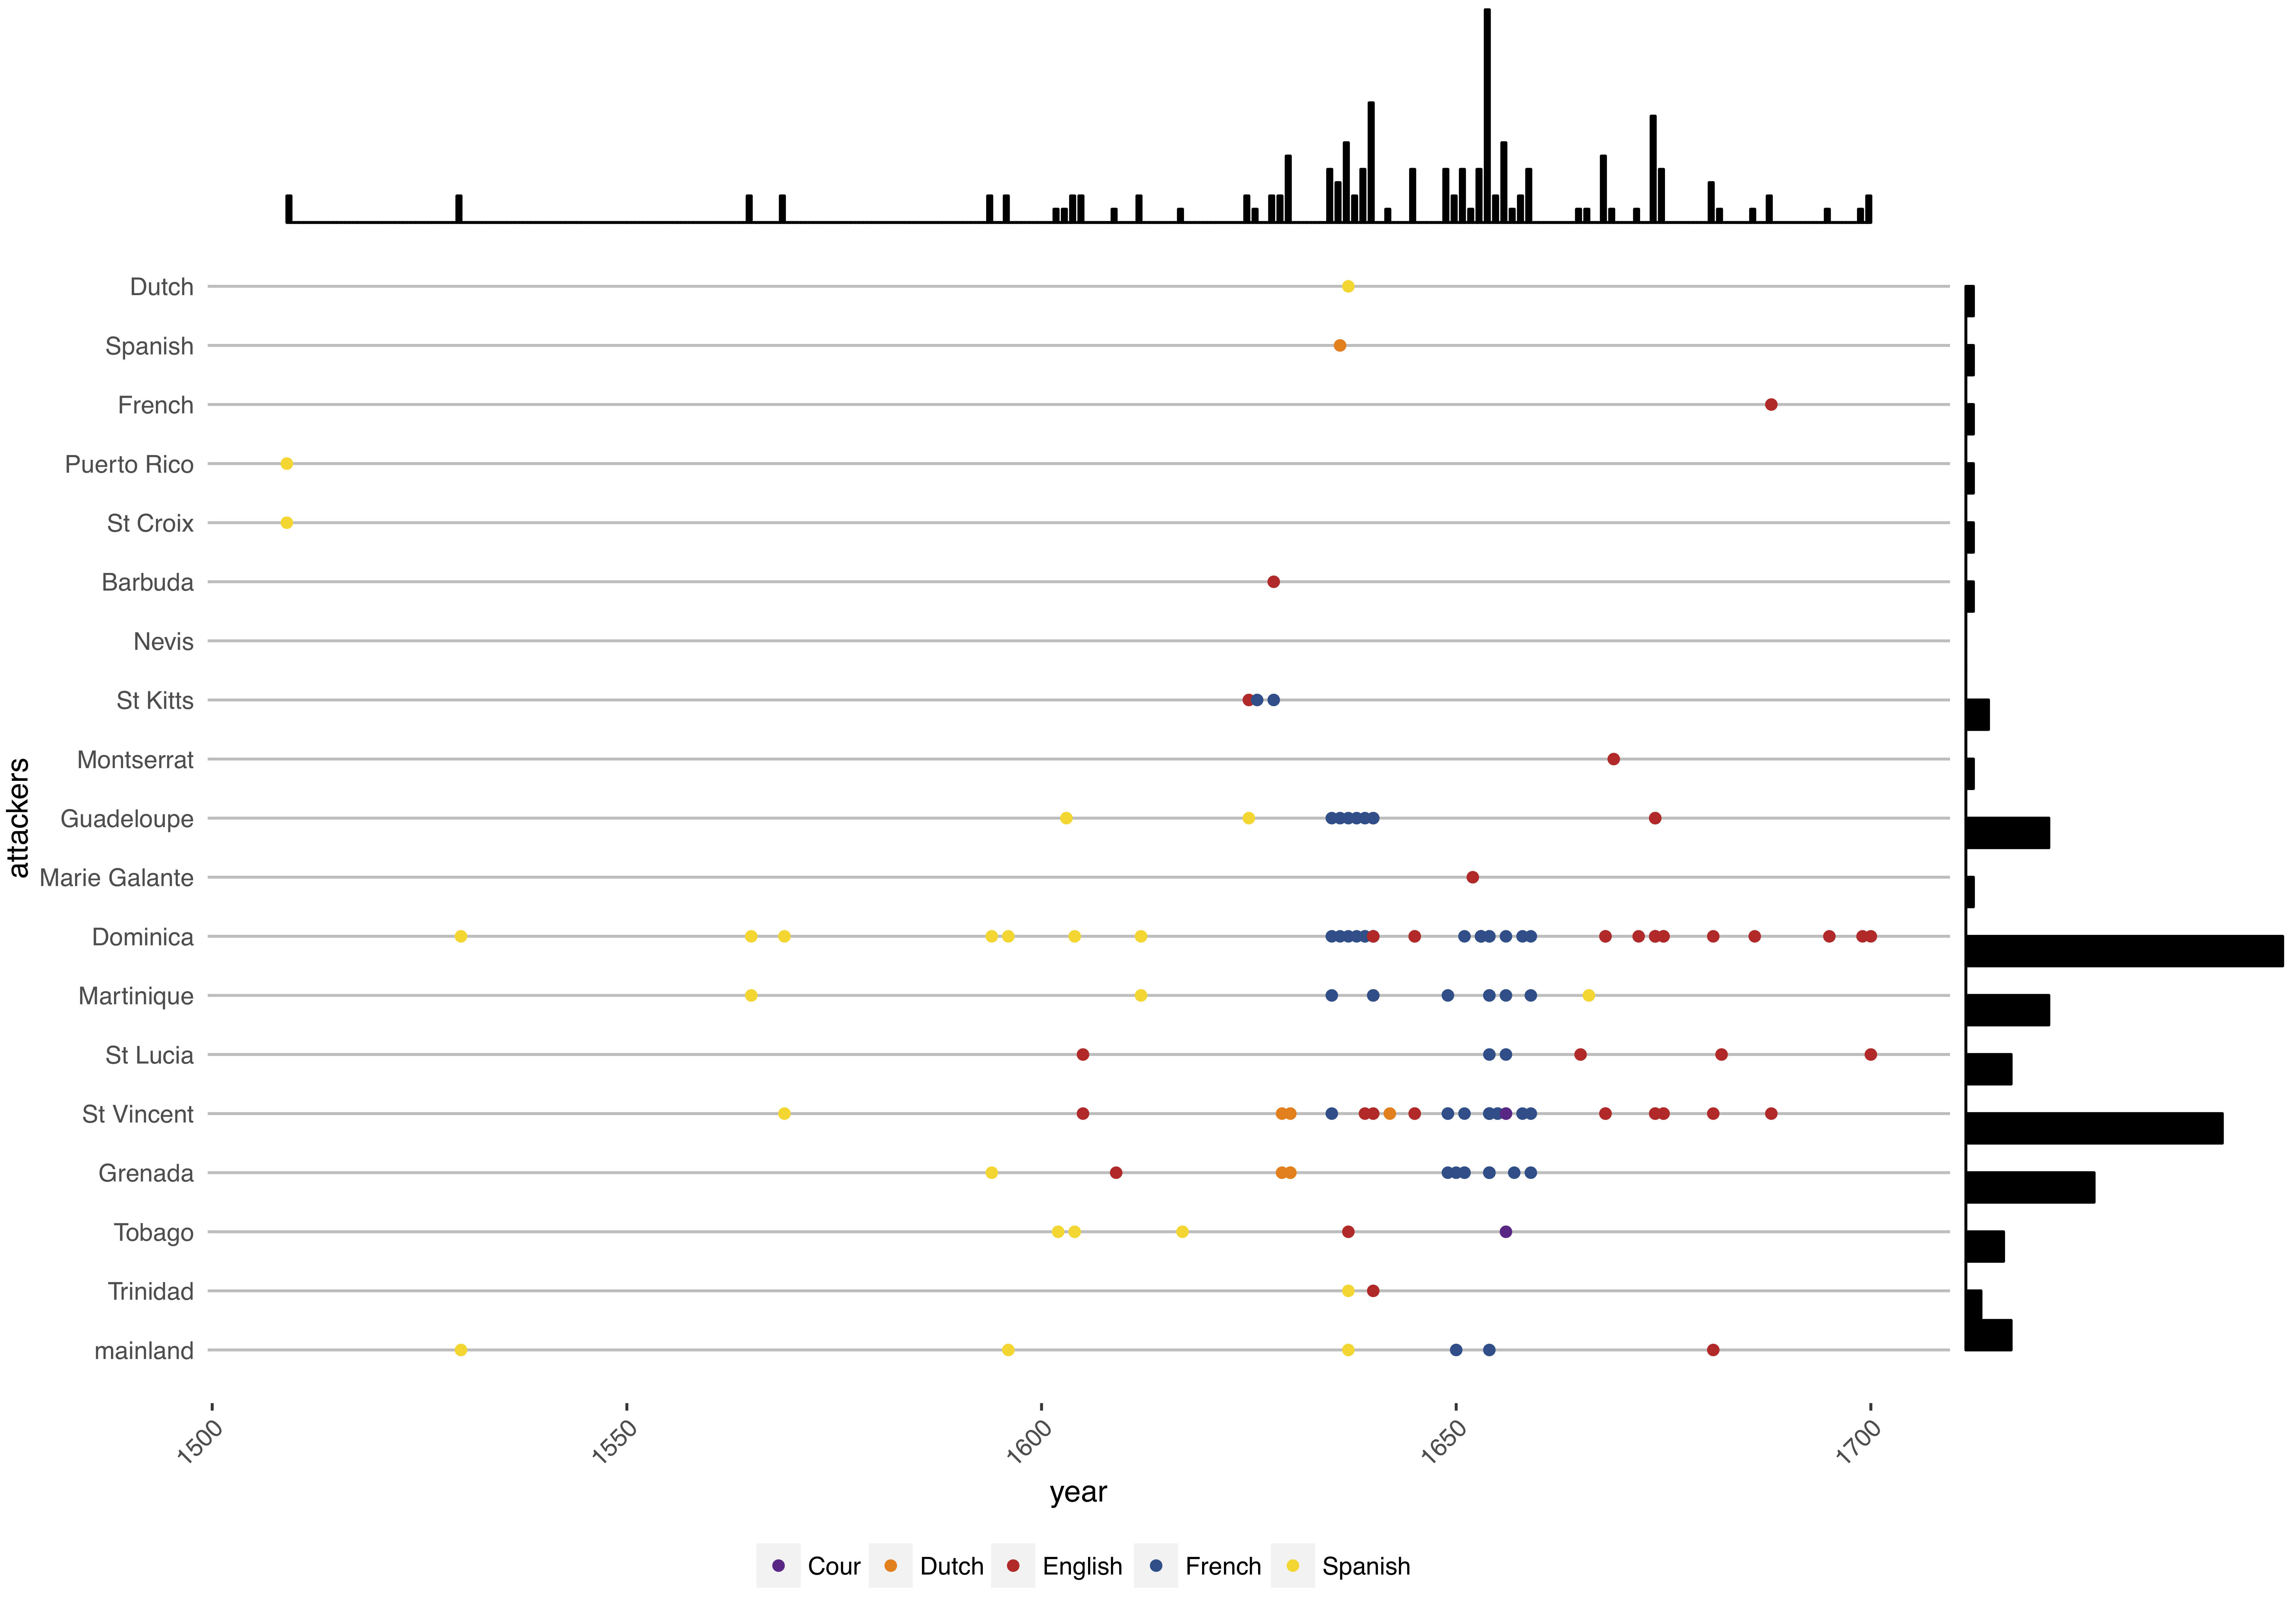 Dutch
Spanish
French
Puerto Rico
St Croix
Barbuda
Nevis
St Kitts
Montserrat
Guadeloupe
Marie Galante
Dominica
Martinique
St Lucia
St Vincent
Grenada
Tobago
Trinidad
mainland
attackers
1500 1550 1600 1650 1700
year
Cour Dutch English French Spanish